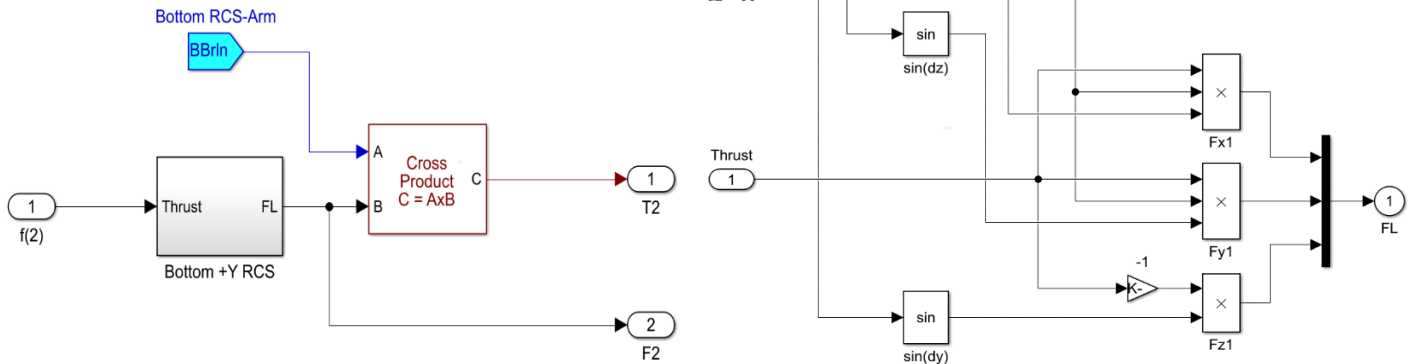 Bottom RCS-Arm
BBrIn
A
Cross
Product
C = AxB
C
B
1
T2
1
f(2)
Thrust
FL
Bottom +Y RCS
2
F2
sin
sin(dz)
×
Fx1
Thrust
1
×
Fy1
1
FL
-1
K-
×
Fz1
sin
sin(dy)